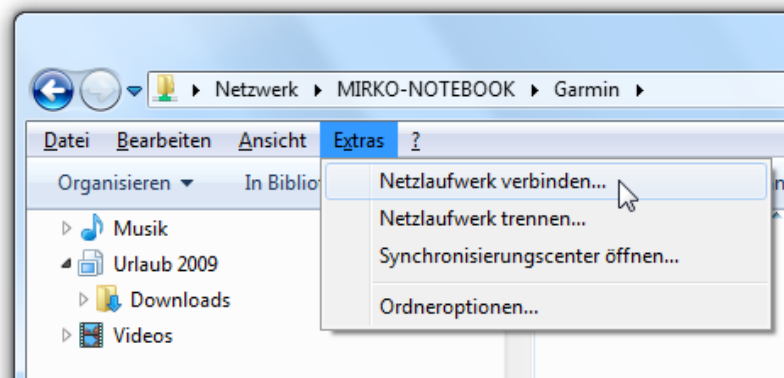 Netzwerk MIRKO-NOTEBOOK Garmin
Datei Bearbeiten Ansicht Extras ?
Organisieren In Biblio
Netzlaufwerk verbinden...
Netzlaufwerk trennen...
Synchronisierungscenter öffnen...
Ordneroptionen...
Musik
Urlaub 2009
Downloads
Videos